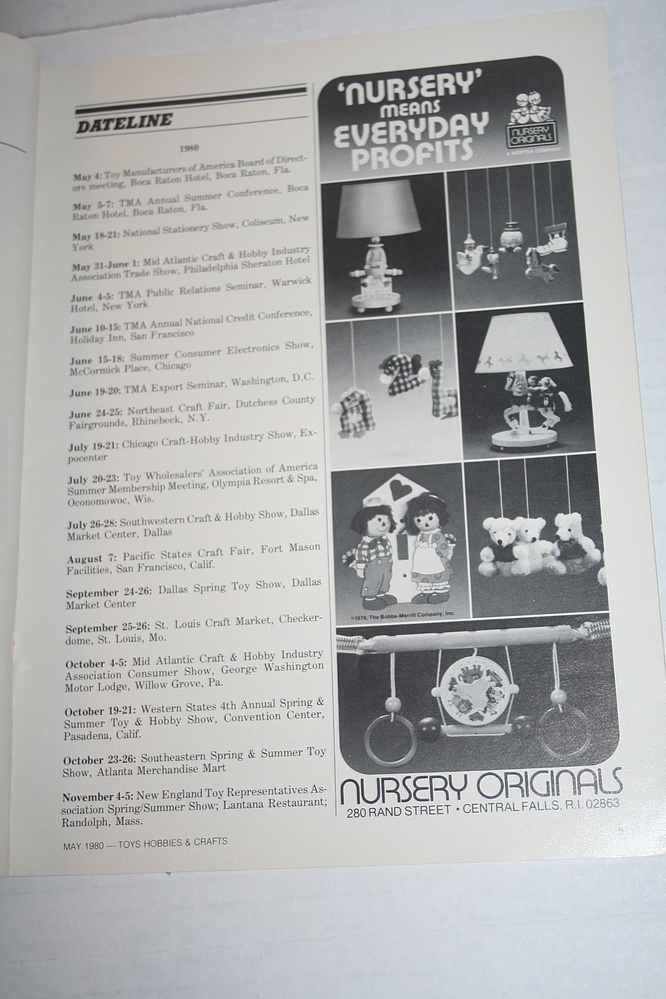 DATELINE
1980
May 4: Toy Manufacturers of America Board of Direct-
ors meeting, Boca Raton Hotel, Boca Raton, Fla.
May 5-7: TMA Annual Summer Conference, Boca
Raton Hotel, Boca Raton, Fla.
May 18-21: National Stationery Show, Coliseum, New
York
May 31-June 1: Mid Atlantic Craft & Hobby Industry
Association Trade Show, Philadelphia Sheraton Hotel
June 4-5: TMA Public Relations Seminar, Warwick
Hotel, New York
June 10-15: TMA Annual National Credit Conference,
Holiday Inn, San Francisco
June 15-18: Summer Consumer Electronics Show,
McCormick Place, Chicago
June 19-20: TMA Export Seminar, Washington, D.C.
June 24-25: Northeast Craft Fair, Dutchess County
Fairgrounds, Rhinebeck, N.Y.
July 19-21: Chicago Craft-Hobby Industry Show, Ex-
pocenter
July 20-23: Toy Wholesalers' Association of America
Summer Membership Meeting, Olympia Resort & Spa,
Oconomowoc, Wis.
July 26-28: Southwestern Craft & Hobby Show, Dallas
Market Center, Dallas
August 7: Pacific States Craft Fair, Fort Mason
Facilities, San Francisco, Calif.
September 24-26: Dallas Spring Toy Show, Dallas
Market Center
September 25-26: St. Louis Craft Market, Checker-
dome, St. Louis, Mo.
October 4-5: Mid Atlantic Craft & Hobby Industry
Association Consumer Show, George Washington
Motor Lodge, Willow Grove, Pa.
October 19-21: Western States 4th Annual Spring &
Summer Toy & Hobby Show, Convention Center,
Pasadena, Calif.
October 23-26: Southeastern Spring & Summer Toy
Show, Atlanta Merchandise Mart
November 4-5: New England Toy Representatives As-
sociation Spring/Summer Show; Lantana Restaurant;
Randolph, Mass.
MAY 1980 — TOYS HOBBIES & CRAFTS
'NURSERY'
MEANS
EVERYDAY
PROFITS
NURSERY
ORIGINALS
©1979, The Bobbs-Merrill Company, Inc.
NURSERY ORIGINALS
280 RAND STREET • CENTRAL FALLS, R.I. 02863